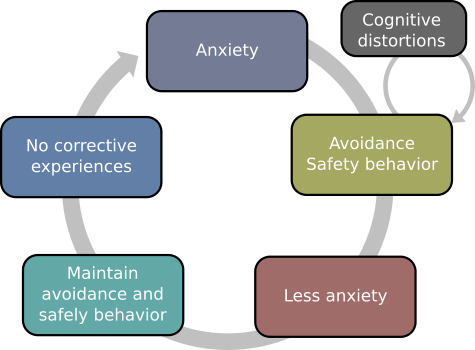 Cognitive
distortions
Anxiety
Avoidance
Safety behavior
Less anxiety
Maintain
avoidance and
safely behavior
No corrective
experiences